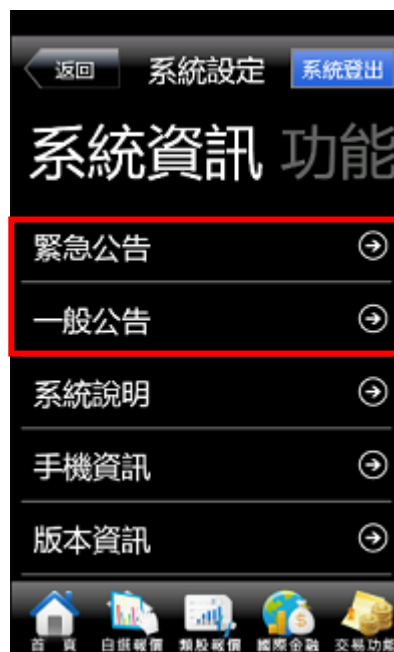 返回 系統設定 系統登出
系統資訊 功能
緊急公告
一般公告
系統說明
手機資訊
版本資訊
首 頁 自選報價 類股報價 國際金融 交易功能